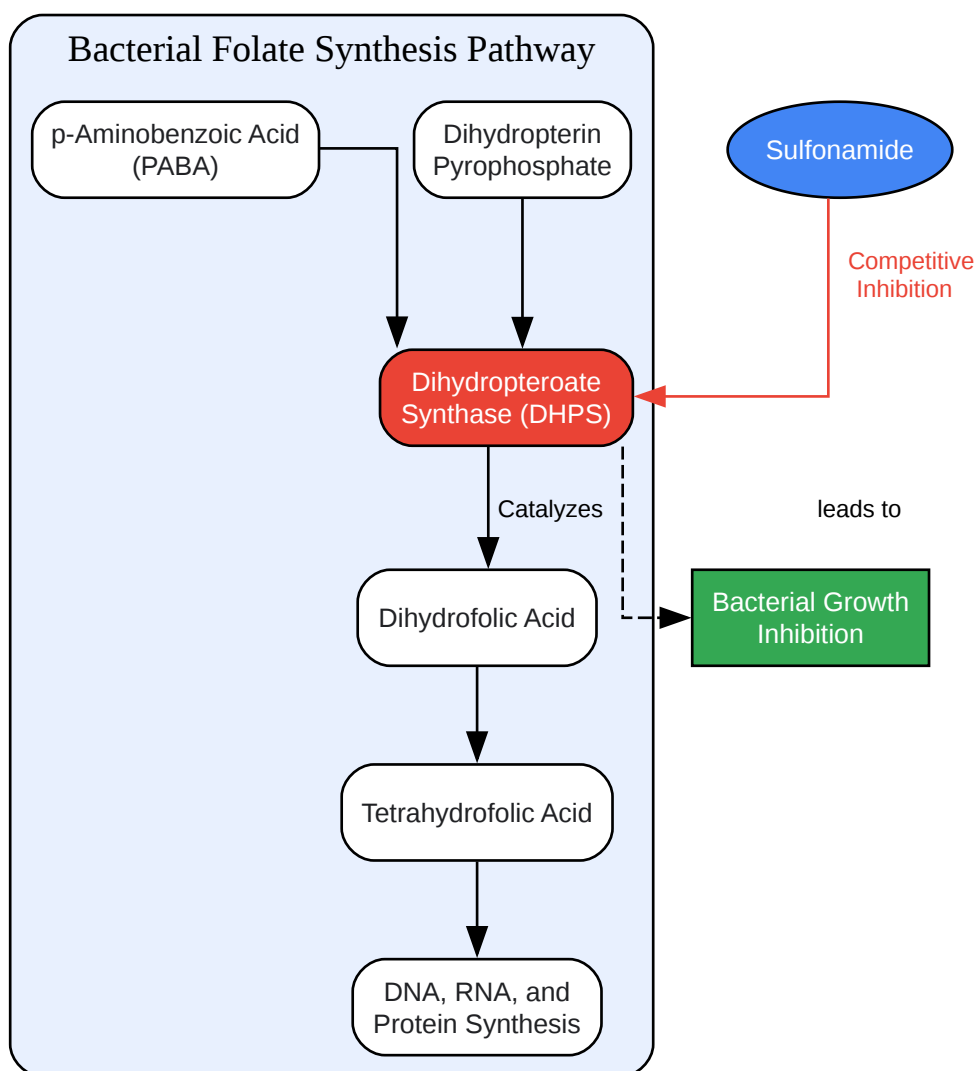 Bacterial Folate Synthesis Pathway
p-Aminobenzoic Acid
(PABA)
Dihydropterin
Pyrophosphate
Sulfonamide
Competitive
Inhibition
Dihydropteroate
Synthase (DHPS)
Catalyzes
leads to
Dihydrofolic Acid
Bacterial Growth
Inhibition
Tetrahydrofolic Acid
DNA, RNA, and
Protein Synthesis